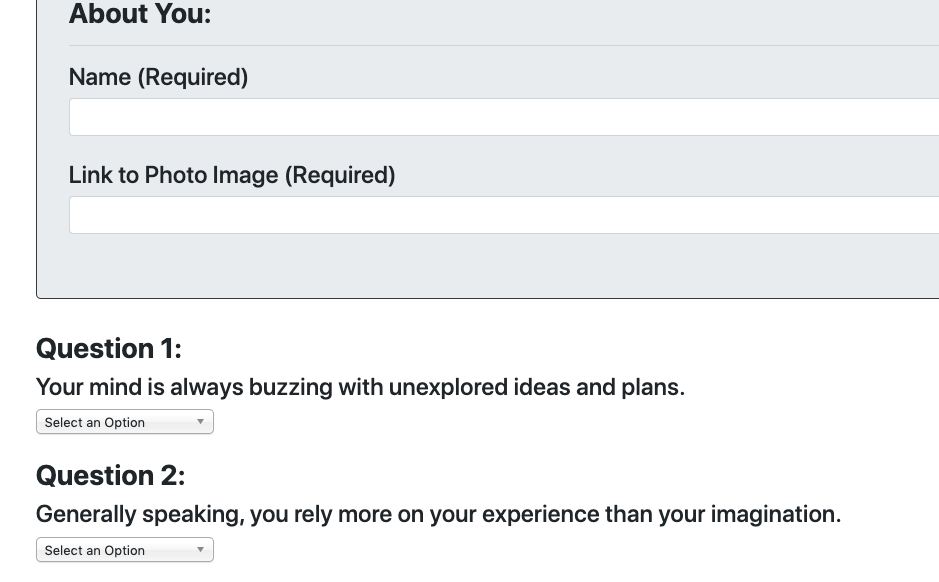 About You:
Name (Required)
Link to Photo Image (Required)
Question 1:
Your mind is always buzzing with unexplored ideas and plans.
Select an Option
Question 2:
Generally speaking, you rely more on your experience than your imagination.
Select an Option